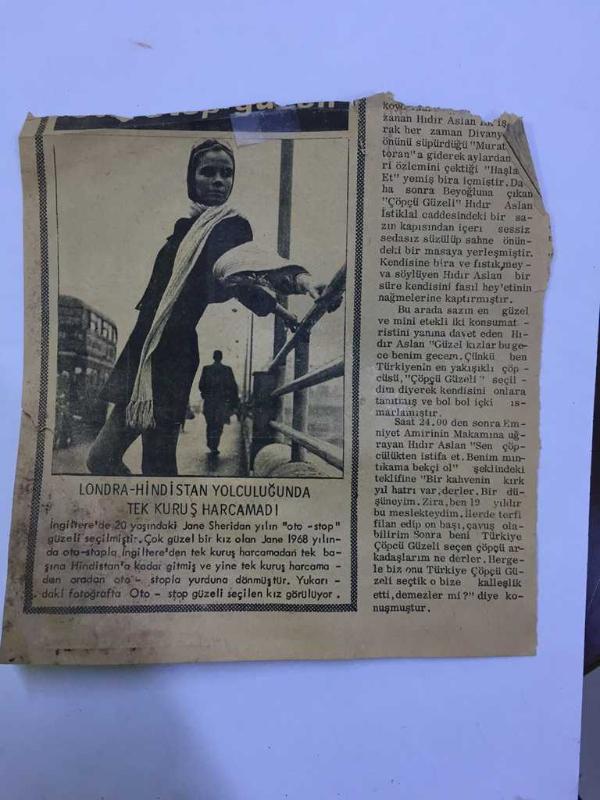 LONDRA-HİNDİSTAN YOLCULUĞUNDA
TEK KURUŞ HARCAMADI
İngiltere'de 20 yaşındaki Jane Sheridan yılın "oto - stop"
güzeli seçilmiştir. Çok güzel bir kız olan Jane 1968 yılın-
da oto-stopla İngiltere'den tek kuruş harcamadan tek ba-
şına Hindistan'a kadar gitmiş ve yine tek kuruş harcama -
dan oradan oto - stopla yurduna dönmüştür. Yukarı -
daki fotoğrafta Oto - stop güzeli seçilen kız görülüyor.
zanan Hıdır Aslan
rak her zaman Divany
önünü süpürdüğü "Murat
toran"a giderek aylardan
ri özlemini çektiği "Haşla
Et" yemiş bira içmiştir. Da
ha sonra Beyoğluna çıkan
"Çöpçü Güzeli" Hıdır Aslan
İstiklal caddesindeki bir sa-
zın kapısından içeri sessiz
sedasız süzülüp sahne önün-
deki bir masaya yerleşmiştir.
Kendisine bira ve fıstık, mey -
va söylüyen Hıdır Aslan bir
süre kendisini fasıl hey'etinin
nağmelerine kaptırmıştır.
Bu arada sazın en güzel
ve mini etekli iki konsumat -
ristini yanına davet eden Hı-
dır Aslan "Güzel kızlar bu ge-
ce benim gecem. Çünkü ben
Türkiyenin en yakışıklı çöp -
cüsü, "Çöpçü Güzeli" seçil -
dim diyerek kendisini onlara
tanıtmış ve bol bol içki ıs-
marlamıştır.
Saat 24.00 den sonra Em-
niyet Amirinin Makamına uğ-
rayan Hıdır Aslan "Sen çöp-
cülükten istifa et. Benim mın-
tıkama bekçi ol" şeklindeki
teklifine "Bir kahvenin kırk
yıl hatrı var, derler. Bir dü-
şüneyim. Zira, ben 19 yıldır
bu meslekteydim. ilerde terfi
filan edip on başı, çavuş ola-
bilirim Sonra beni Türkiye
Çöpcü Güzeli seçen çöpçü ar-
kadaşlarım ne derler. Herge-
le biz onu Türkiye Çöpçü Gü-
zeli seçtik o bize kalleşlik
etti, demezler mi?" diye ko-
nuşmuştur.